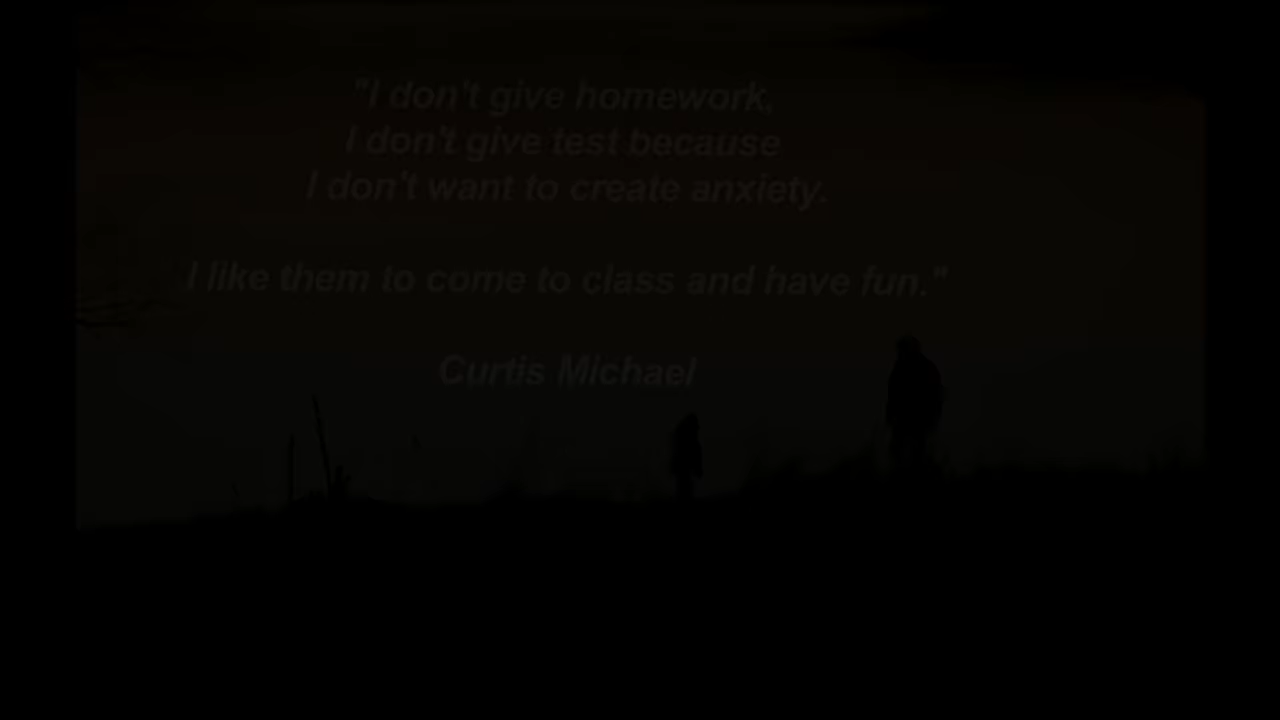 "I don't give homework,
I don't give test because
I don't want to create anxiety.
I like them to come to class and have fun."
Curtis Michael